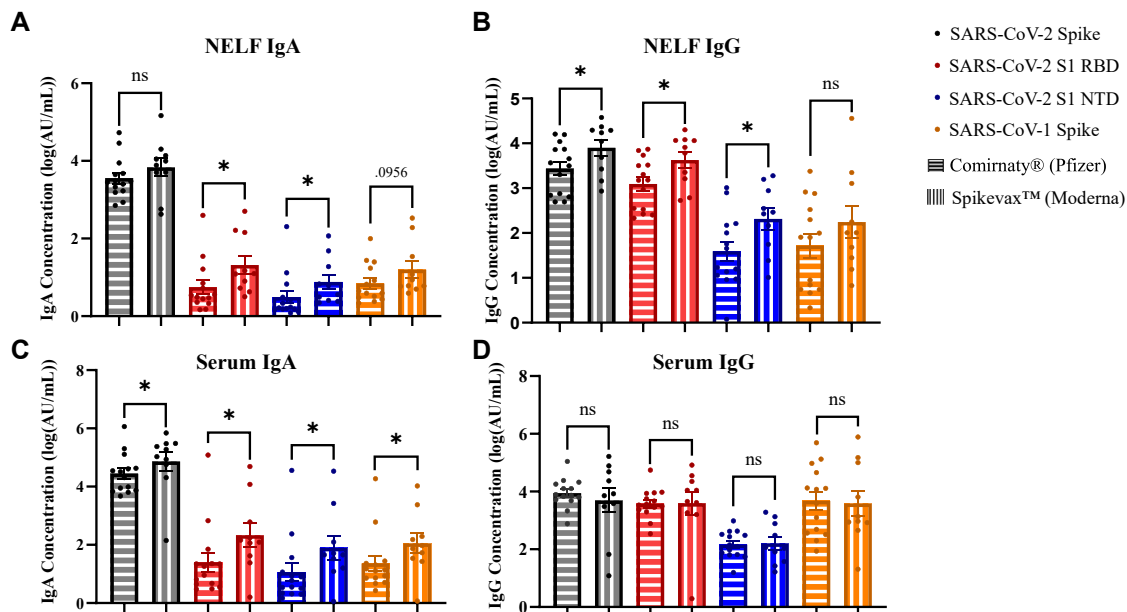 A
NELF IgA
IgA Concentration (log(AU/mL))
6
4
2
0
ns
*
*
.0956
B
NELF IgG
IgG Concentration (log(AU/mL))
5
4
3
2
1
0
*
*
*
ns
SARS-CoV-2 Spike
SARS-CoV-2 S1 RBD
SARS-CoV-2 S1 NTD
SARS-CoV-1 Spike
Comirnaty® (Pfizer)
Spikevax™ (Moderna)
C
Serum IgA
IgA Concentration (log(AU/mL))
8
6
4
2
0
*
*
*
*
D
Serum IgG
IgG Concentration (log(AU/mL))
8
6
4
2
0
ns
ns
ns
ns